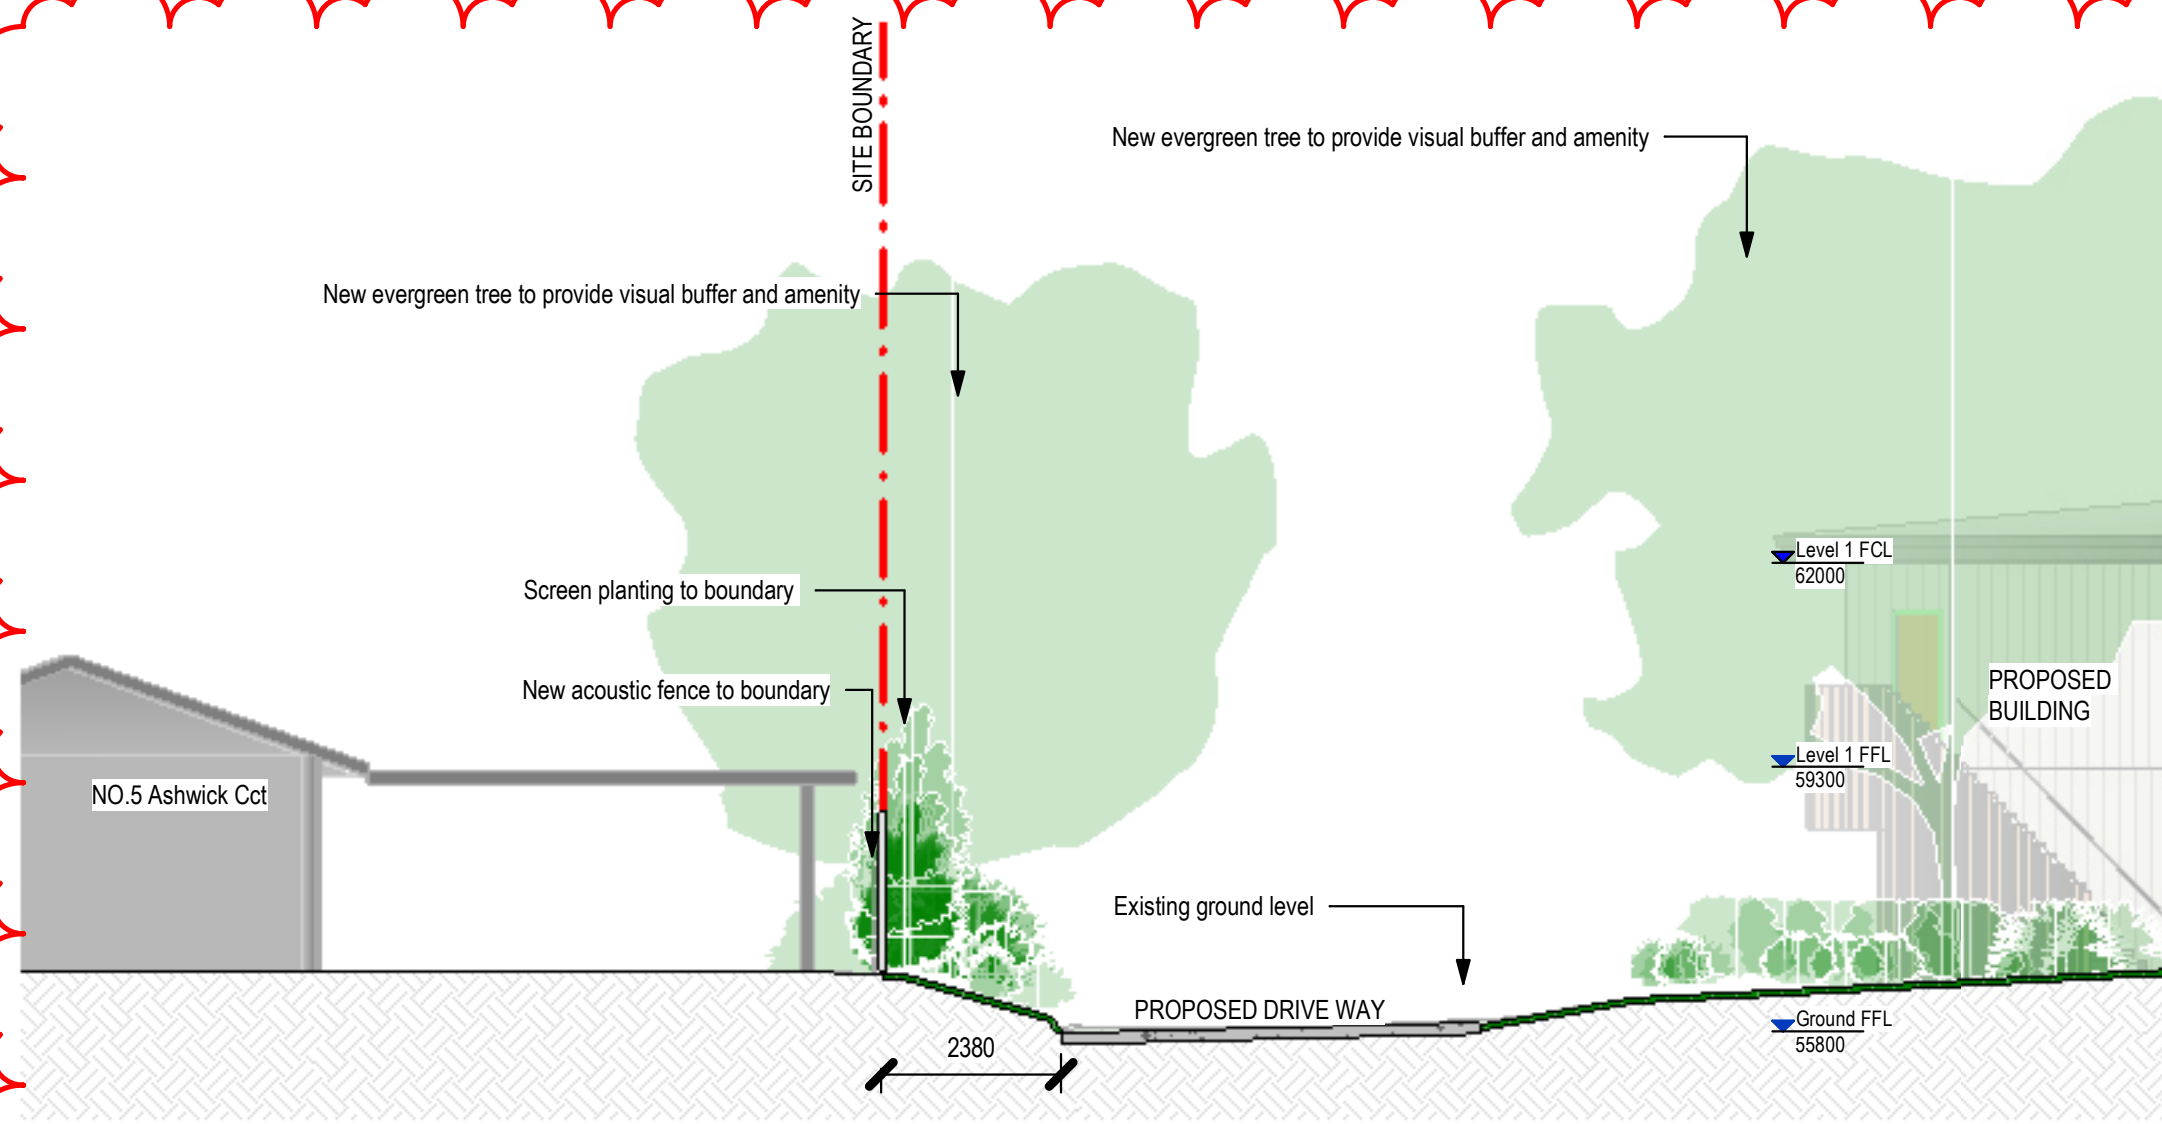 SITE BOUNDARY
New evergreen tree to provide visual buffer and amenity
New evergreen tree to provide visual buffer and amenity
Level 1 FCL
62000
Screen planting to boundary
New acoustic fence to boundary
PROPOSED
BUILDING
Level 1 FFL
59300
NO.5 Ashwick Cct
Existing ground level
PROPOSED DRIVE WAY
Ground FFL
55800
2380